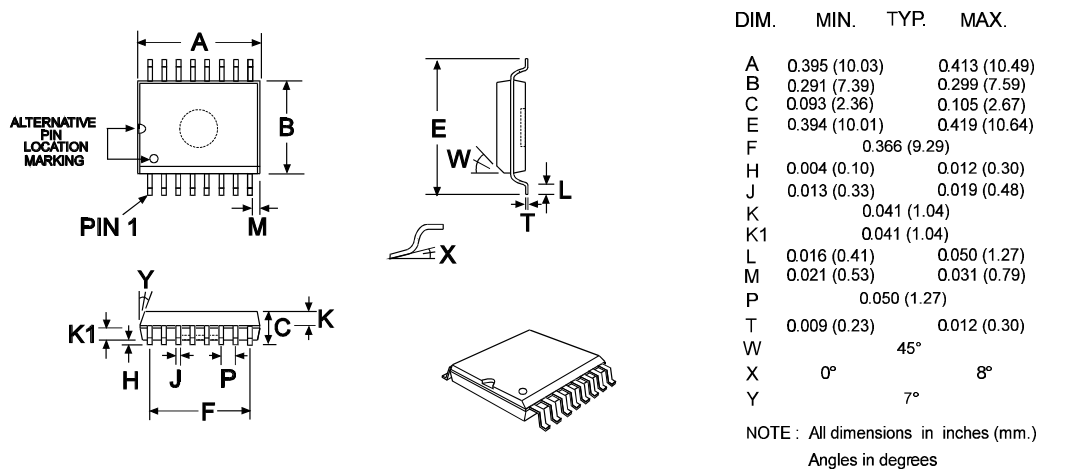 A
B
ALTERNATIVE
PIN
LOCATION
MARKING
PIN 1
M
E
W
L
T
X
Y
K1
C
K
H
J
P
F
DIM. MIN. TYP. MAX.
A 0.395 (10.03) 0.413 (10.49)
B 0.291 (7.39) 0.299 (7.59)
C 0.093 (2.36) 0.105 (2.67)
E 0.394 (10.01) 0.419 (10.64)
F 0.366 (9.29)
H 0.004 (0.10) 0.012 (0.30)
J 0.013 (0.33) 0.019 (0.48)
K 0.041 (1.04)
K1 0.041 (1.04)
L 0.016 (0.41) 0.050 (1.27)
M 0.021 (0.53) 0.031 (0.79)
P 0.050 (1.27)
T 0.009 (0.23) 0.012 (0.30)
W 45°
X 0° 8°
Y 7°
NOTE : All dimensions in inches (mm.)
Angles in degrees